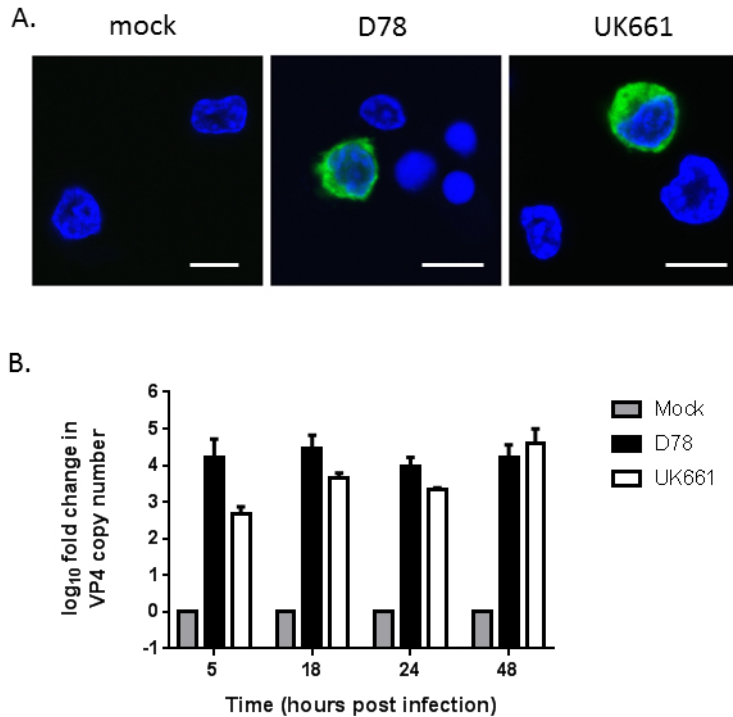 A.
mock D78 UK661
B.
log10 fold change in
VP4 copy number
6
5
4
3
2
1
0
-1
5 18 24 48
Time (hours post infection)
Mock
D78
UK661